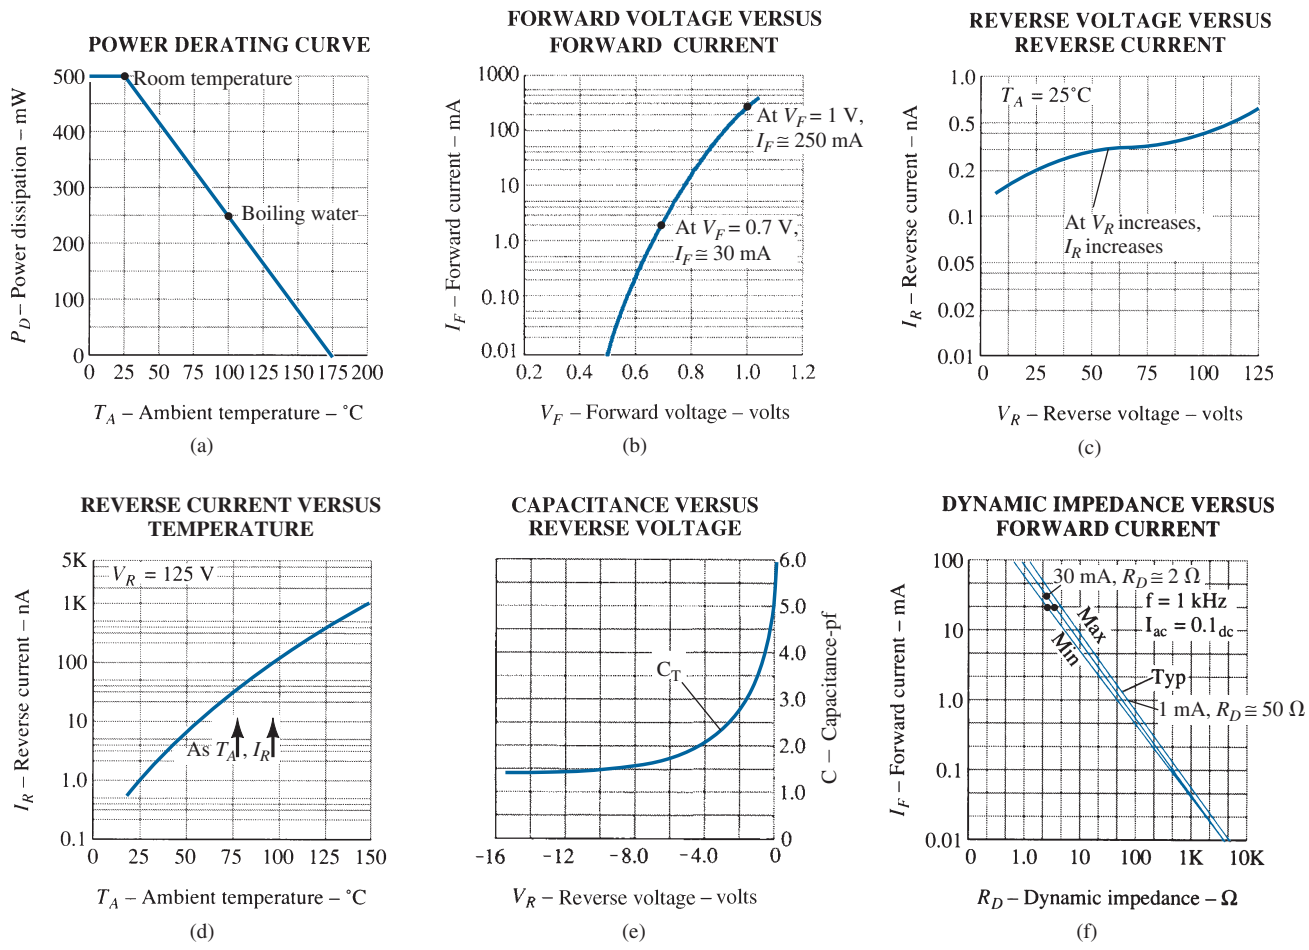 POWER DERATING CURVE
500
400
300
200
100
0
Room temperature
Boiling water
P_D – Power dissipation – mW
0 25 50 75 100 125 150 175 200
T_A – Ambient temperature – °C
(a)
FORWARD VOLTAGE VERSUS
FORWARD CURRENT
1000
100
10
1.0
0.10
0.01
At V_F = 1 V,
I_F ≅ 250 mA
At V_F = 0.7 V,
I_F ≅ 30 mA
I_F – Forward current – mA
0.2 0.4 0.6 0.8 1.0 1.2
V_F – Forward voltage – volts
(b)
REVERSE VOLTAGE VERSUS
REVERSE CURRENT
1.0
0.5
0.2
0.1
0.05
0.02
0.01
T_A = 25°C
At V_R increases,
I_R increases
I_R – Reverse current – nA
0 25 50 75 100 125
V_R – Reverse voltage – volts
(c)
REVERSE CURRENT VERSUS
TEMPERATURE
5K
1K
100
10
1.0
0.1
V_R = 125 V
As T_A , I_R
I_R – Reverse current – nA
0 25 50 75 100 125 150
T_A – Ambient temperature – °C
(d)
CAPACITANCE VERSUS
REVERSE VOLTAGE
6.0
5.0
4.0
3.0
2.0
1.0
0
C_T
C – Capacitance-pf
-16 -12 -8.0 -4.0 0
V_R – Reverse voltage – volts
(e)
DYNAMIC IMPEDANCE VERSUS
FORWARD CURRENT
100
10
1.0
0.1
0.01
30 mA, R_D ≅ 2 Ω
f = 1 kHz
I_ac = 0.1_dc
Max
Min
Typ
1 mA, R_D ≅ 50 Ω
I_F – Forward current – mA
0 1.0 10 100 1K 10K
R_D – Dynamic impedance – Ω
(f)